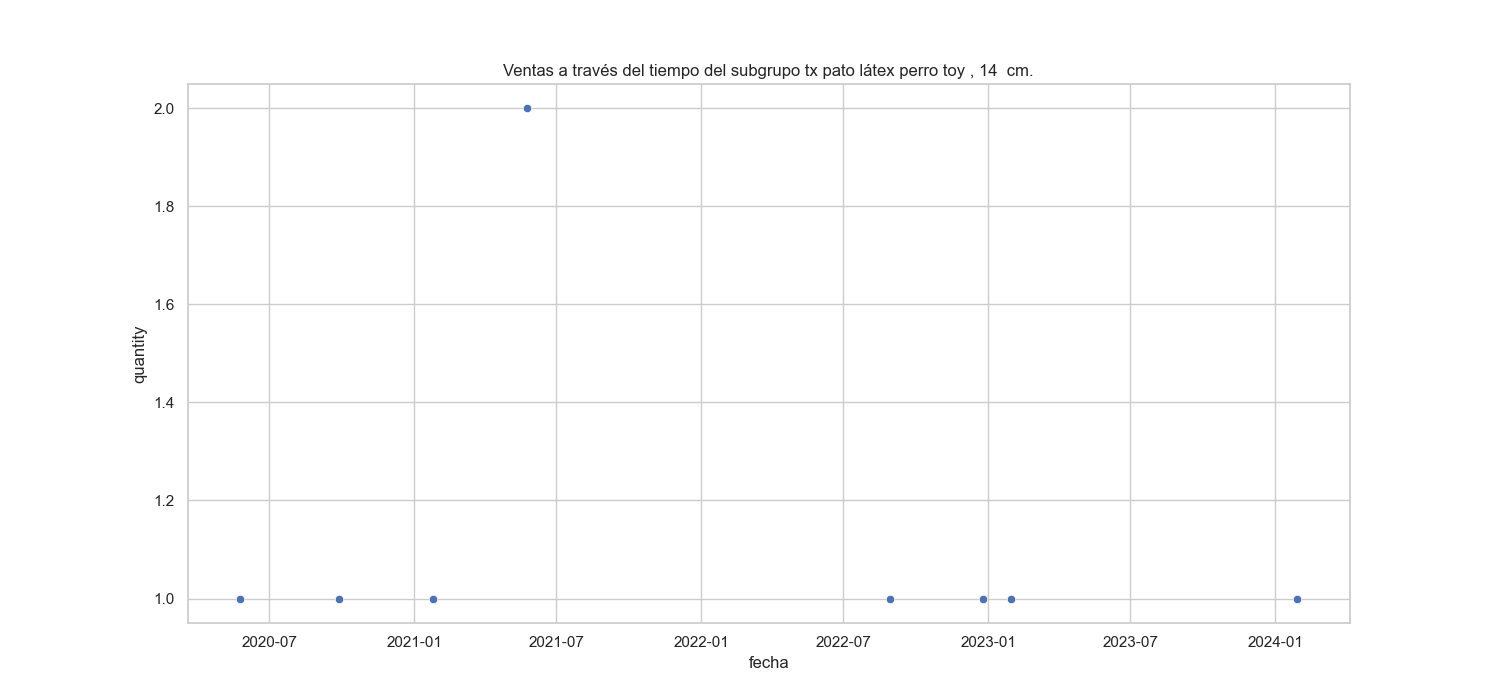 Ventas a través del tiempo del subgrupo tx pato látex perro toy , 14  cm.
2.0
1.8
1.6
1.4
1.2
1.0
quantity
2020-07 2021-01 2021-07 2022-01 2022-07 2023-01 2023-07 2024-01
fecha